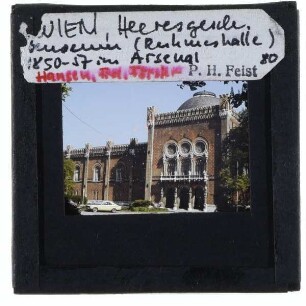 WIEN Heeresgesch.
museum (Ruhmeshalle)
1850-57 im Arsenal 80
Hansen, P. H. Feist